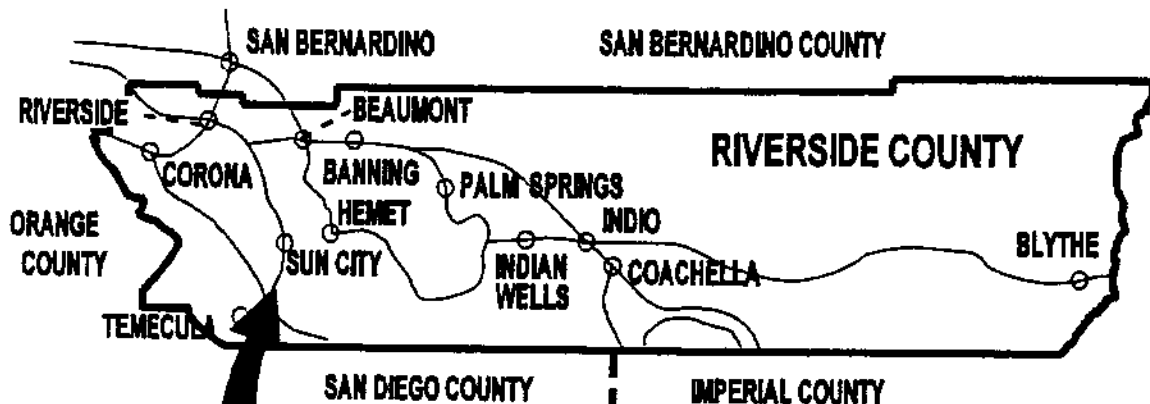 SAN BERNARDINO
SAN BERNARDINO COUNTY
RIVERSIDE
BEAUMONT
RIVERSIDE COUNTY
CORONA
BANNING
PALM SPRINGS
HEMET
ORANGE
COUNTY
INDIO
SUN CITY
INDIAN
WELLS
COACHELLA
BLYTHE
TEMECULA
SAN DIEGO COUNTY
IMPERIAL COUNTY